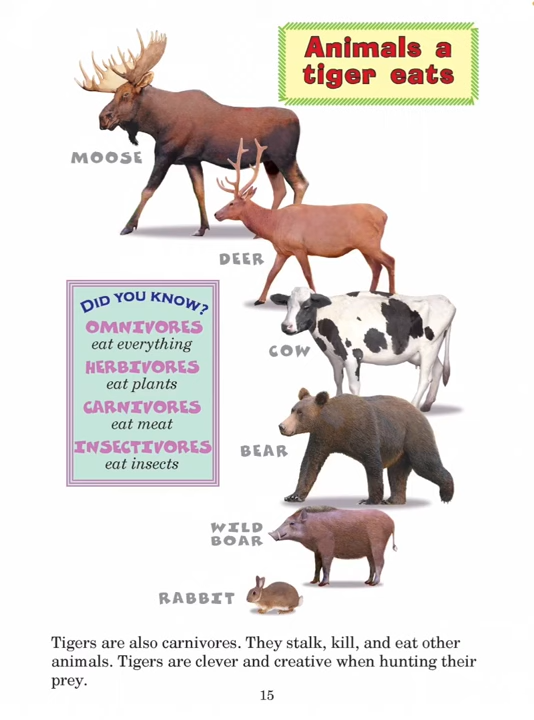 Animals a
tiger eats
MOOSE
DEER
DID YOU KNOW?
OMNIVORES
eat everything
HERBIVORES
eat plants
CARNIVORES
eat meat
INSECTIVORES
eat insects
COW
BEAR
WILD
BOAR
RABBIT
Tigers are also carnivores. They stalk, kill, and eat other
animals. Tigers are clever and creative when hunting their
prey.
15